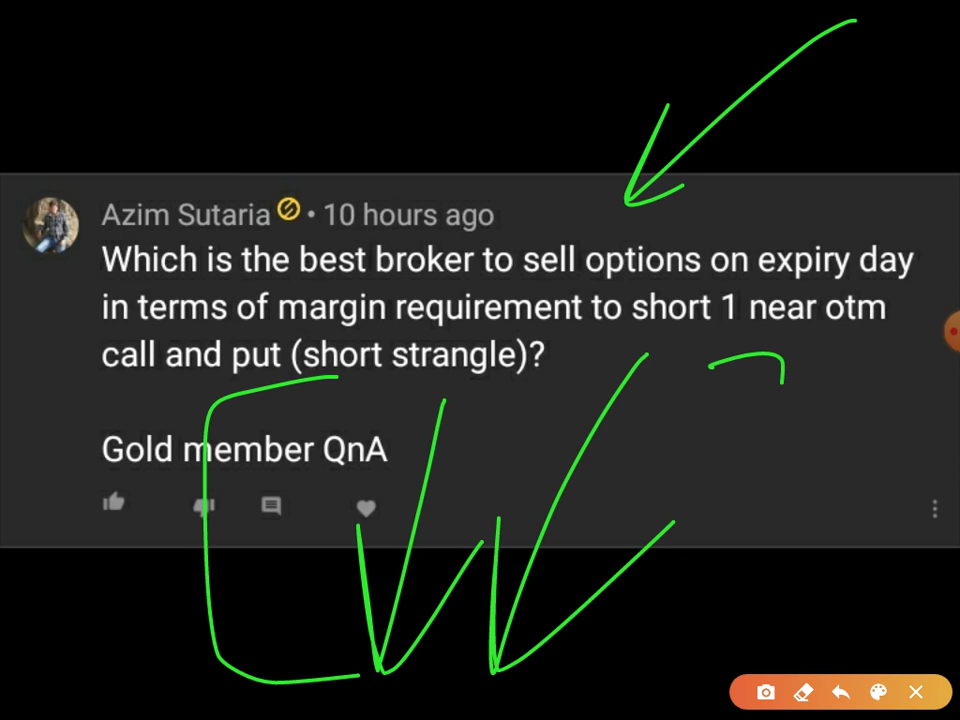 Azim Sutaria • 10 hours ago
Which is the best broker to sell options on expiry day
in terms of margin requirement to short 1 near otm
call and put (short strangle)?
Gold member QnA